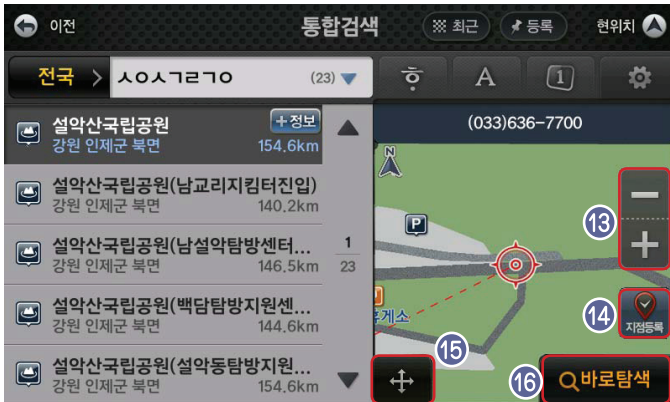 이전
통합검색
최근
등록
현위치
전국 > ㅅㅇㅅㄱㄹㄱㅇ (23)
ㅎ A 1
설악산국립공원 +정보
강원 인제군 북면 154.6km
설악산국립공원(남교리지킴터진입)
강원 인제군 북면 140.2km
설악산국립공원(남설악탐방센터...
강원 인제군 북면 146.5km
설악산국립공원(백담탐방지원센...
강원 인제군 북면 144.6km
설악산국립공원(설악동탐방지원...
강원 인제군 북면 154.6km
1
23
(033)636-7700
N
P
휴게소
13
14
지점등록
15
16
바로탐색